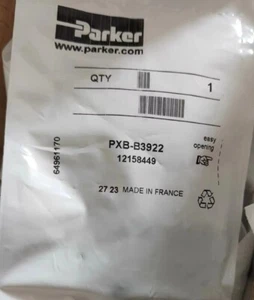 Parker
www.parker.com
QTY 1
PXB-B3922
12158449
easy
opening
64961170
27 23 MADE IN FRANCE